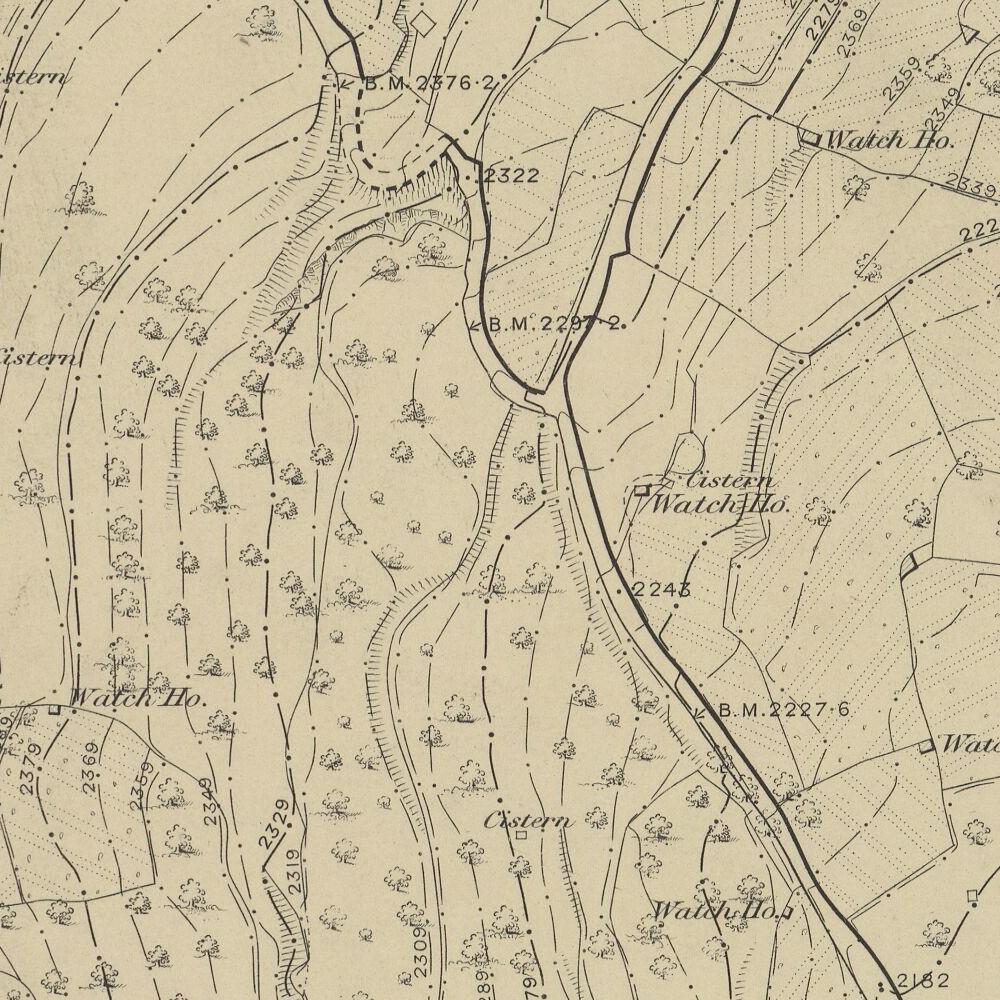 2279
2369
2359
2349
B.M. 2376·2
Watch Ho.
2322
2339
B.M. 2297·2
Cistern
Cistern
Watch Ho.
2243
Watch Ho.
B.M. 2227·6
2379
2369
2359
2349
2329
2319
Cistern
Watch Ho.
2309
2182